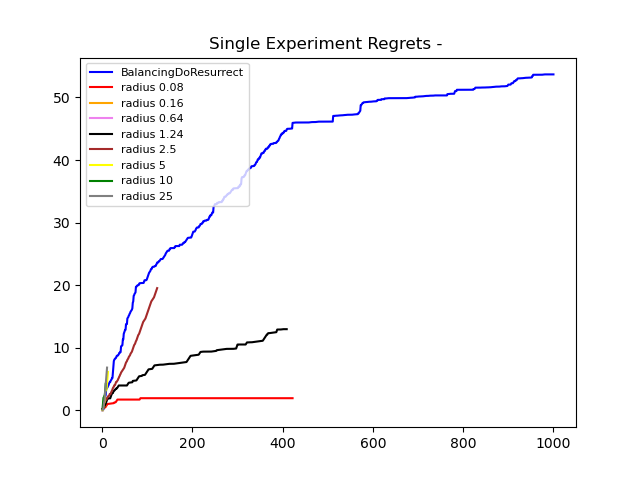 Single Experiment Regrets -
BalancingDoResurrect
radius 0.08
radius 0.16
radius 0.64
radius 1.24
radius 2.5
radius 5
radius 10
radius 25
50
40
30
20
10
0
0 200 400 600 800 1000